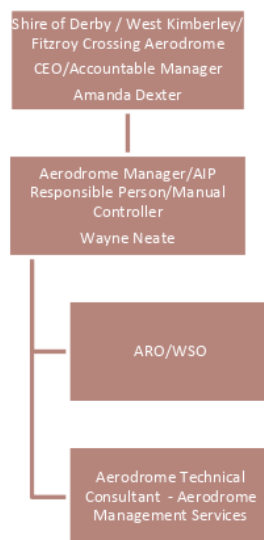 Shire of Derby / West Kimberley/
Fitzroy Crossing Aerodrome
CEO/Accountable Manager
Amanda Dexter
Aerodrome Manager/AIP
Responsible Person/Manual
Controller
Wayne Neate
ARO/WSO
Aerodrome Technical
Consultant - Aerodrome
Management Services